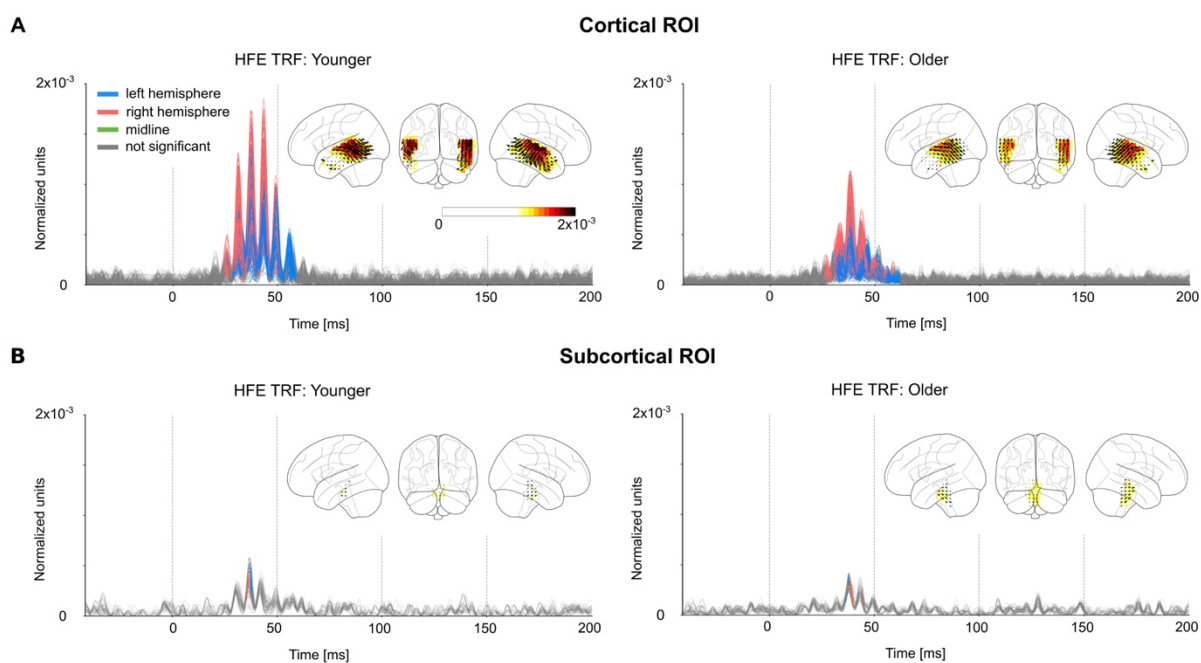 A
Cortical ROI
HFE TRF: Younger
HFE TRF: Older
2x10-3
left hemisphere
right hemisphere
midline
not significant
Normalized units
0
2x10-3
0
0
50
100
150
200
Time [ms]
2x10-3
Normalized units
0
0
50
100
150
200
Time [ms]
B
Subcortical ROI
HFE TRF: Younger
HFE TRF: Older
2x10-3
Normalized units
0
0
50
100
150
200
Time [ms]
2x10-3
Normalized units
0
0
50
100
150
200
Time [ms]